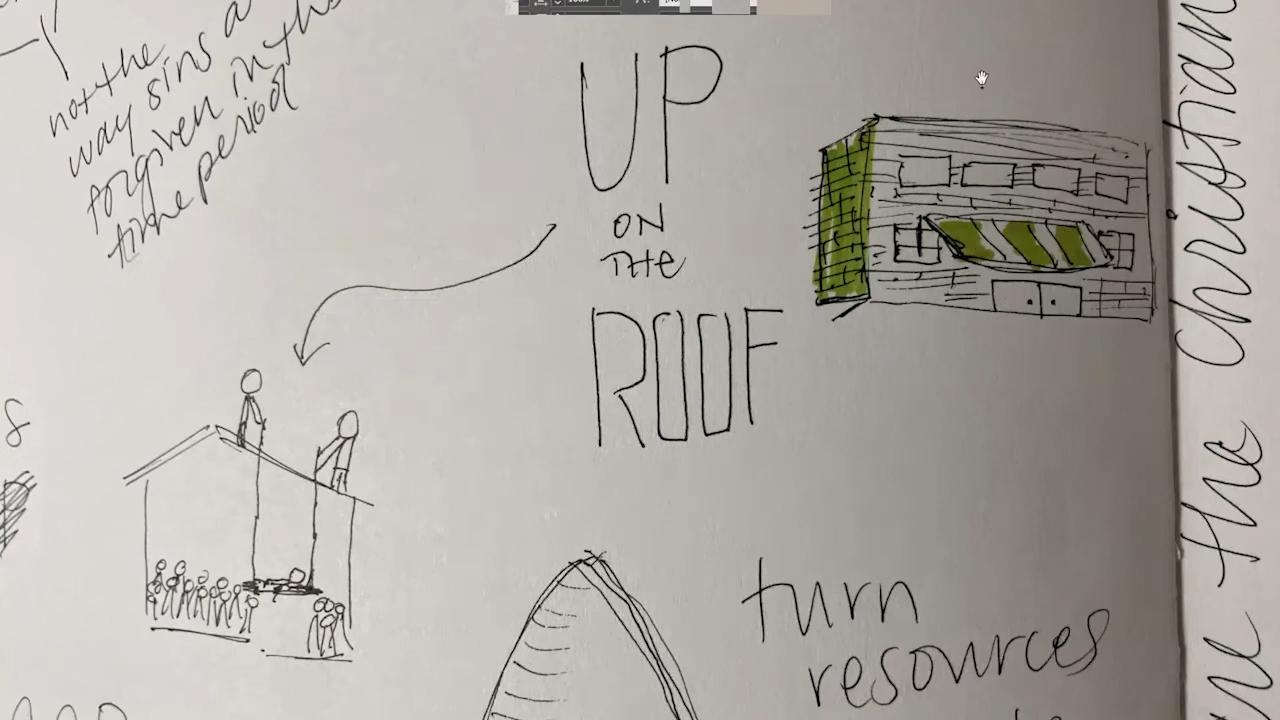 not the
way sins a
forgiven in the
time period
UP
ON
THE
ROOF
turn
resources
the Christian